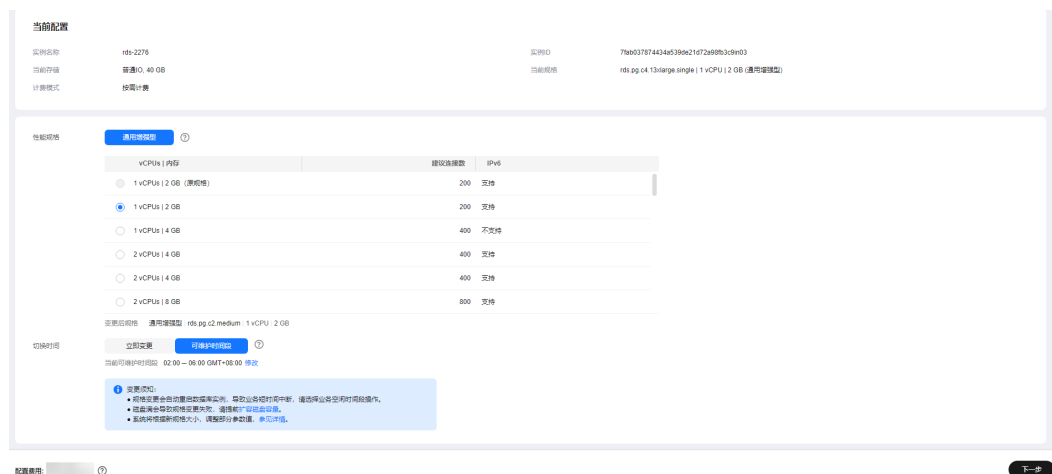 当前配置
实例名称 rds-2276 实例ID 7fab037874434a539de21d72a98fb3c9in03
当前存储 普通IO, 40 GB 当前规格 rds.pg.c4.13xlarge.single | 1 vCPU | 2 GB (通用增强型)
计费模式 按需计费
性能规格 通用增强型 ?
vCPUs | 内存 建议连接数 IPv6
1 vCPUs | 2 GB（原规格） 200 支持
1 vCPUs | 2 GB 200 支持
1 vCPUs | 4 GB 400 不支持
2 vCPUs | 4 GB 400 支持
2 vCPUs | 4 GB 400 支持
2 vCPUs | 8 GB 800 支持
变更后规格 通用增强型 | rds.pg.c2.medium | 1 vCPU | 2 GB
切换时间 立即变更 可维护时间段 ?
当前可维护时间段 02:00 – 06:00 GMT+08:00 修改
变更须知：
● 规格变更会自动重启数据库实例，导致业务短时间中断，请选择业务空闲时间段操作。
● 磁盘满会导致规格变更失败，请提前扩容磁盘容量。
● 系统将根据新规格大小，调整部分参数值，参见详情。
配置费用: ? 下一步